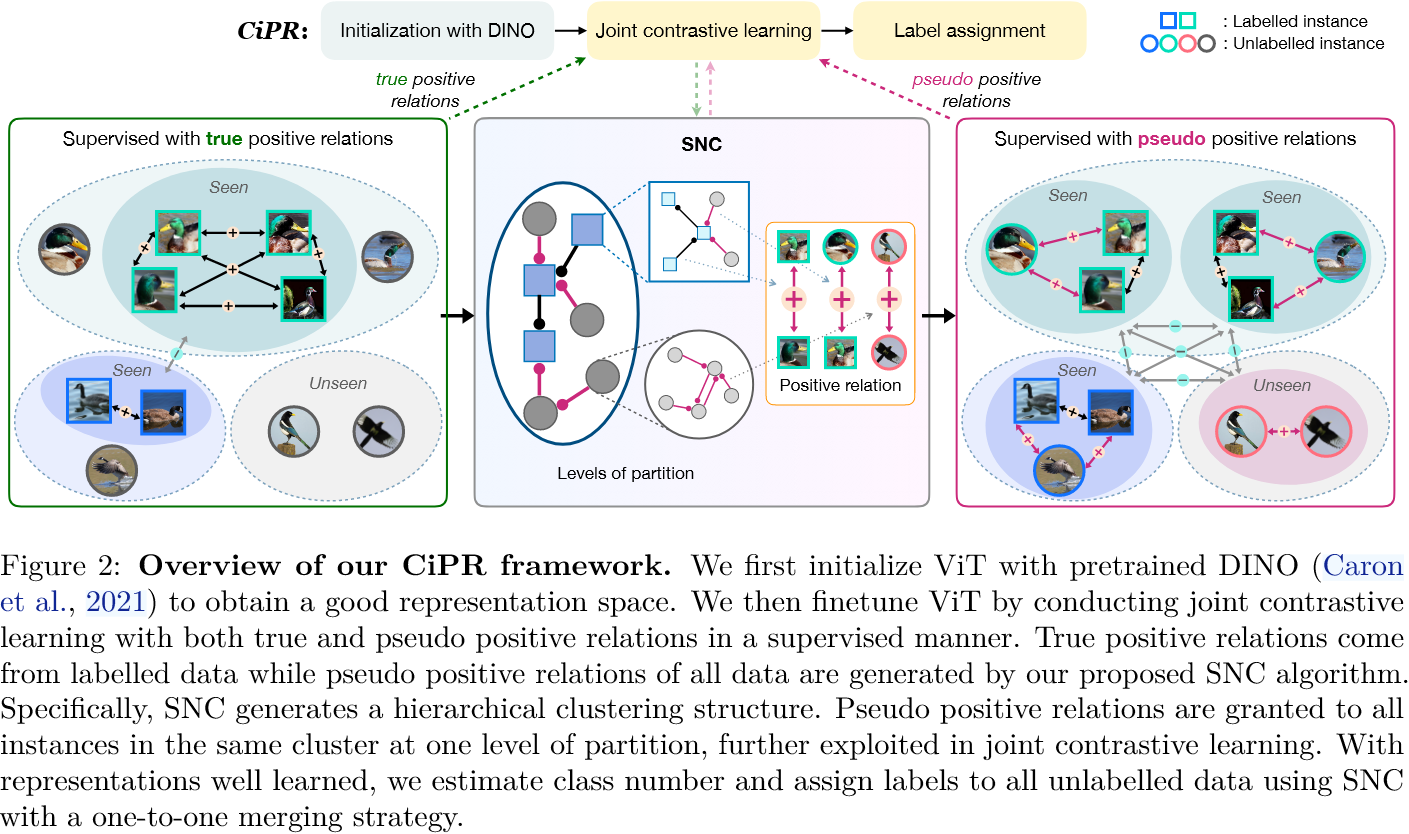 CiPR:
Initialization with DINO
Joint contrastive learning
Label assignment
: Labelled instance
: Unlabelled instance
true positive
relations
pseudo positive
relations
Supervised with true positive relations
Seen
+
+
+
+
+
−
Seen
+
Unseen
SNC
Levels of partition
+
+
+
Positive relation
Supervised with pseudo positive relations
Seen
+
+
+
Seen
+
+
+
−
−
−
−
−
Seen
+
+
+
Unseen
+
Figure 2: Overview of our CiPR framework. We first initialize ViT with pretrained DINO (Caron
et al., 2021) to obtain a good representation space. We then finetune ViT by conducting joint contrastive
learning with both true and pseudo positive relations in a supervised manner. True positive relations come
from labelled data while pseudo positive relations of all data are generated by our proposed SNC algorithm.
Specifically, SNC generates a hierarchical clustering structure. Pseudo positive relations are granted to all
instances in the same cluster at one level of partition, further exploited in joint contrastive learning. With
representations well learned, we estimate class number and assign labels to all unlabelled data using SNC
with a one-to-one merging strategy.